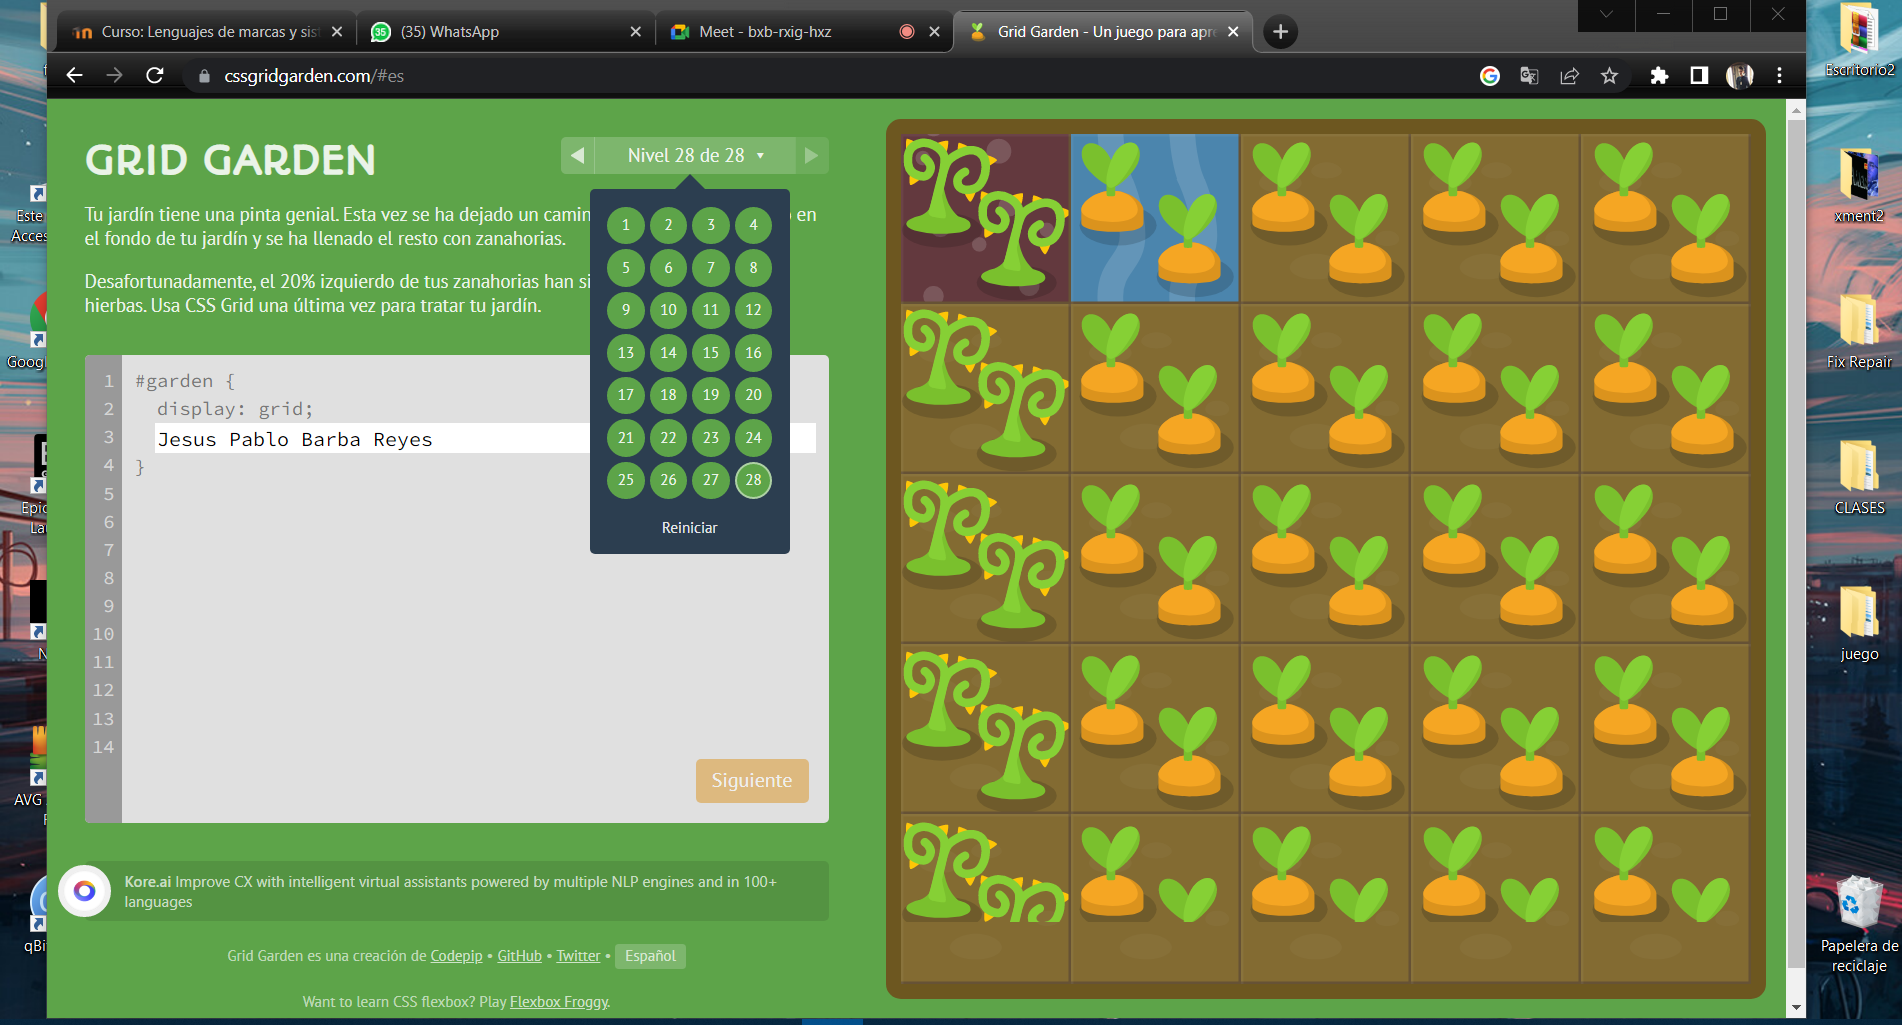 Curso: Lenguajes de marcas y sist
(35) WhatsApp
Meet - bxb-rxig-hxz
Grid Garden - Un juego para apre
cssgridgarden.com/#es
GRID GARDEN
Nivel 28 de 28
Tu jardín tiene una pinta genial. Esta vez se ha dejado un camin en
el fondo de tu jardín y se ha llenado el resto con zanahorias.
Desafortunadamente, el 20% izquierdo de tus zanahorias han si
hierbas. Usa CSS Grid una última vez para tratar tu jardín.
1 2 3 4
5 6 7 8
9 10 11 12
13 14 15 16
17 18 19 20
21 22 23 24
25 26 27 28
Reiniciar
1 #garden {
2 display: grid;
3 Jesus Pablo Barba Reyes
4 }
5
6
7
8
9
10
11
12
13
14
Siguiente
Kore.ai Improve CX with intelligent virtual assistants powered by multiple NLP engines and in 100+
languages
Grid Garden es una creación de Codepip • GitHub • Twitter • Español
Want to learn CSS flexbox? Play Flexbox Froggy.
Este
Acces
Googl
Epic
La
N
AVG
F
qBi
Escritorio2
xment2
Fix Repair
CLASES
juego
Papelera de
reciclaje